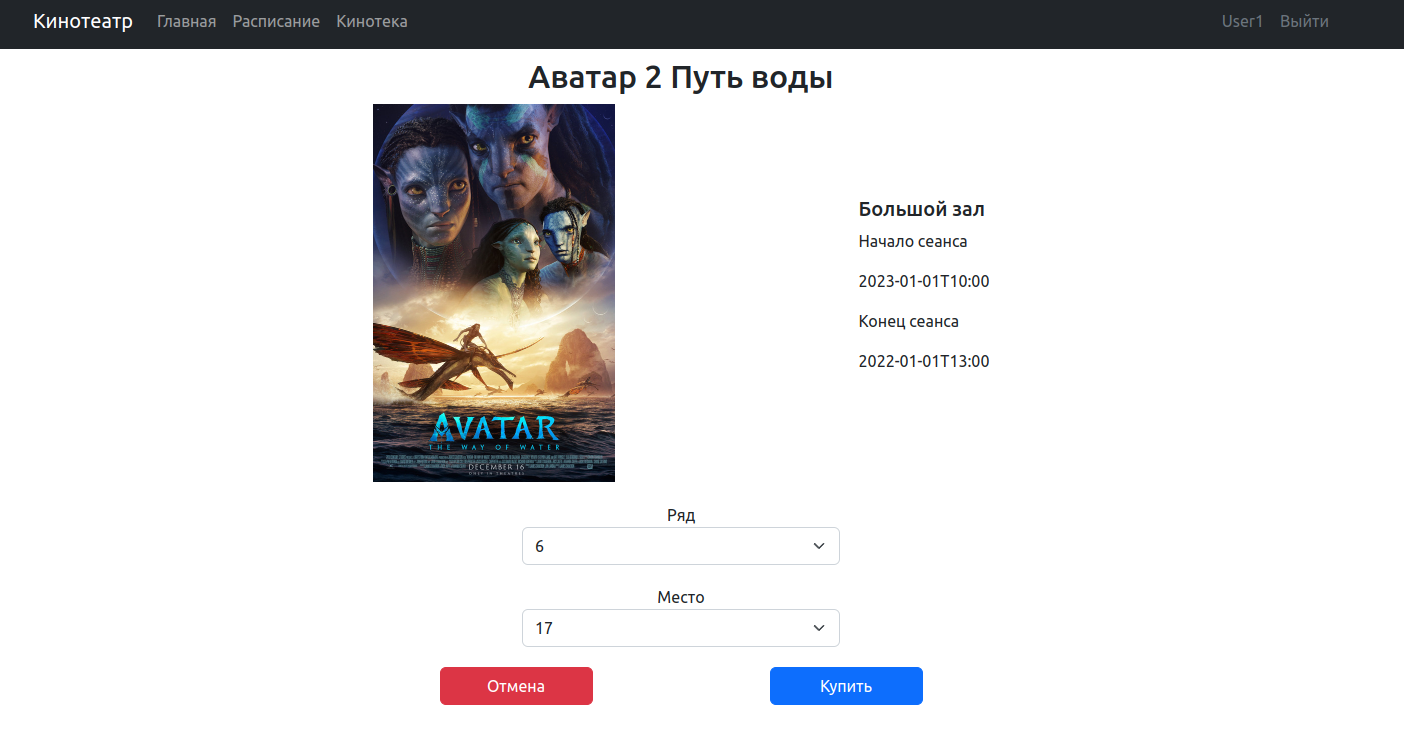 Кинотеатр Главная Расписание Кинотека User1 Выйти
Аватар 2 Путь воды
AVATAR
THE WAY OF WATER
DECEMBER 16
ONLY IN THEATERS
Большой зал
Начало сеанса
2023-01-01T10:00
Конец сеанса
2022-01-01T13:00
Ряд
6
Место
17
Отмена Купить